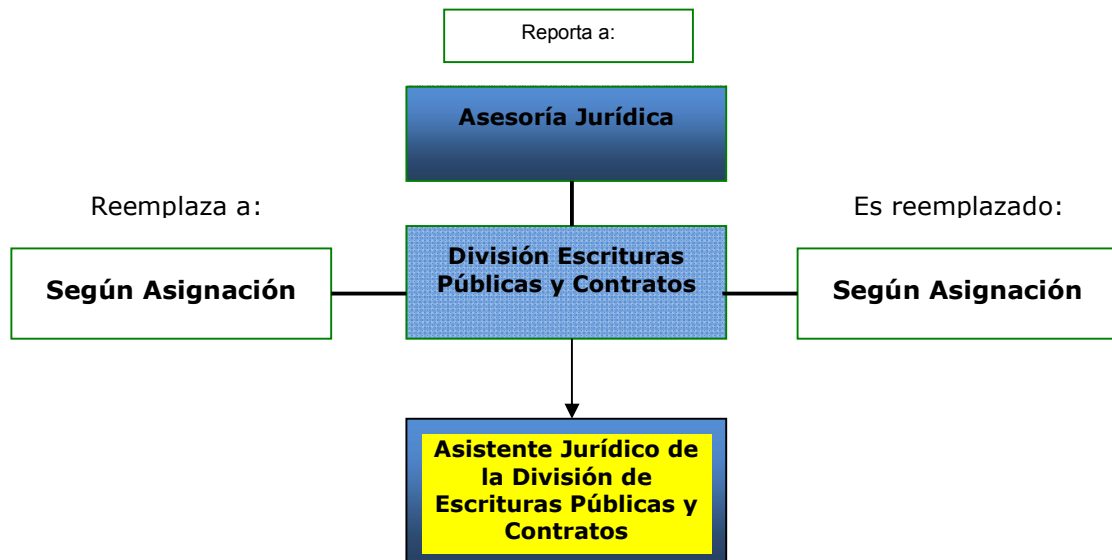 Reporta a:
Asesoría Jurídica
Reemplaza a:
Es reemplazado:
Según Asignación
División Escrituras
Públicas y Contratos
Según Asignación
Asistente Jurídico de
la División de
Escrituras Públicas y
Contratos